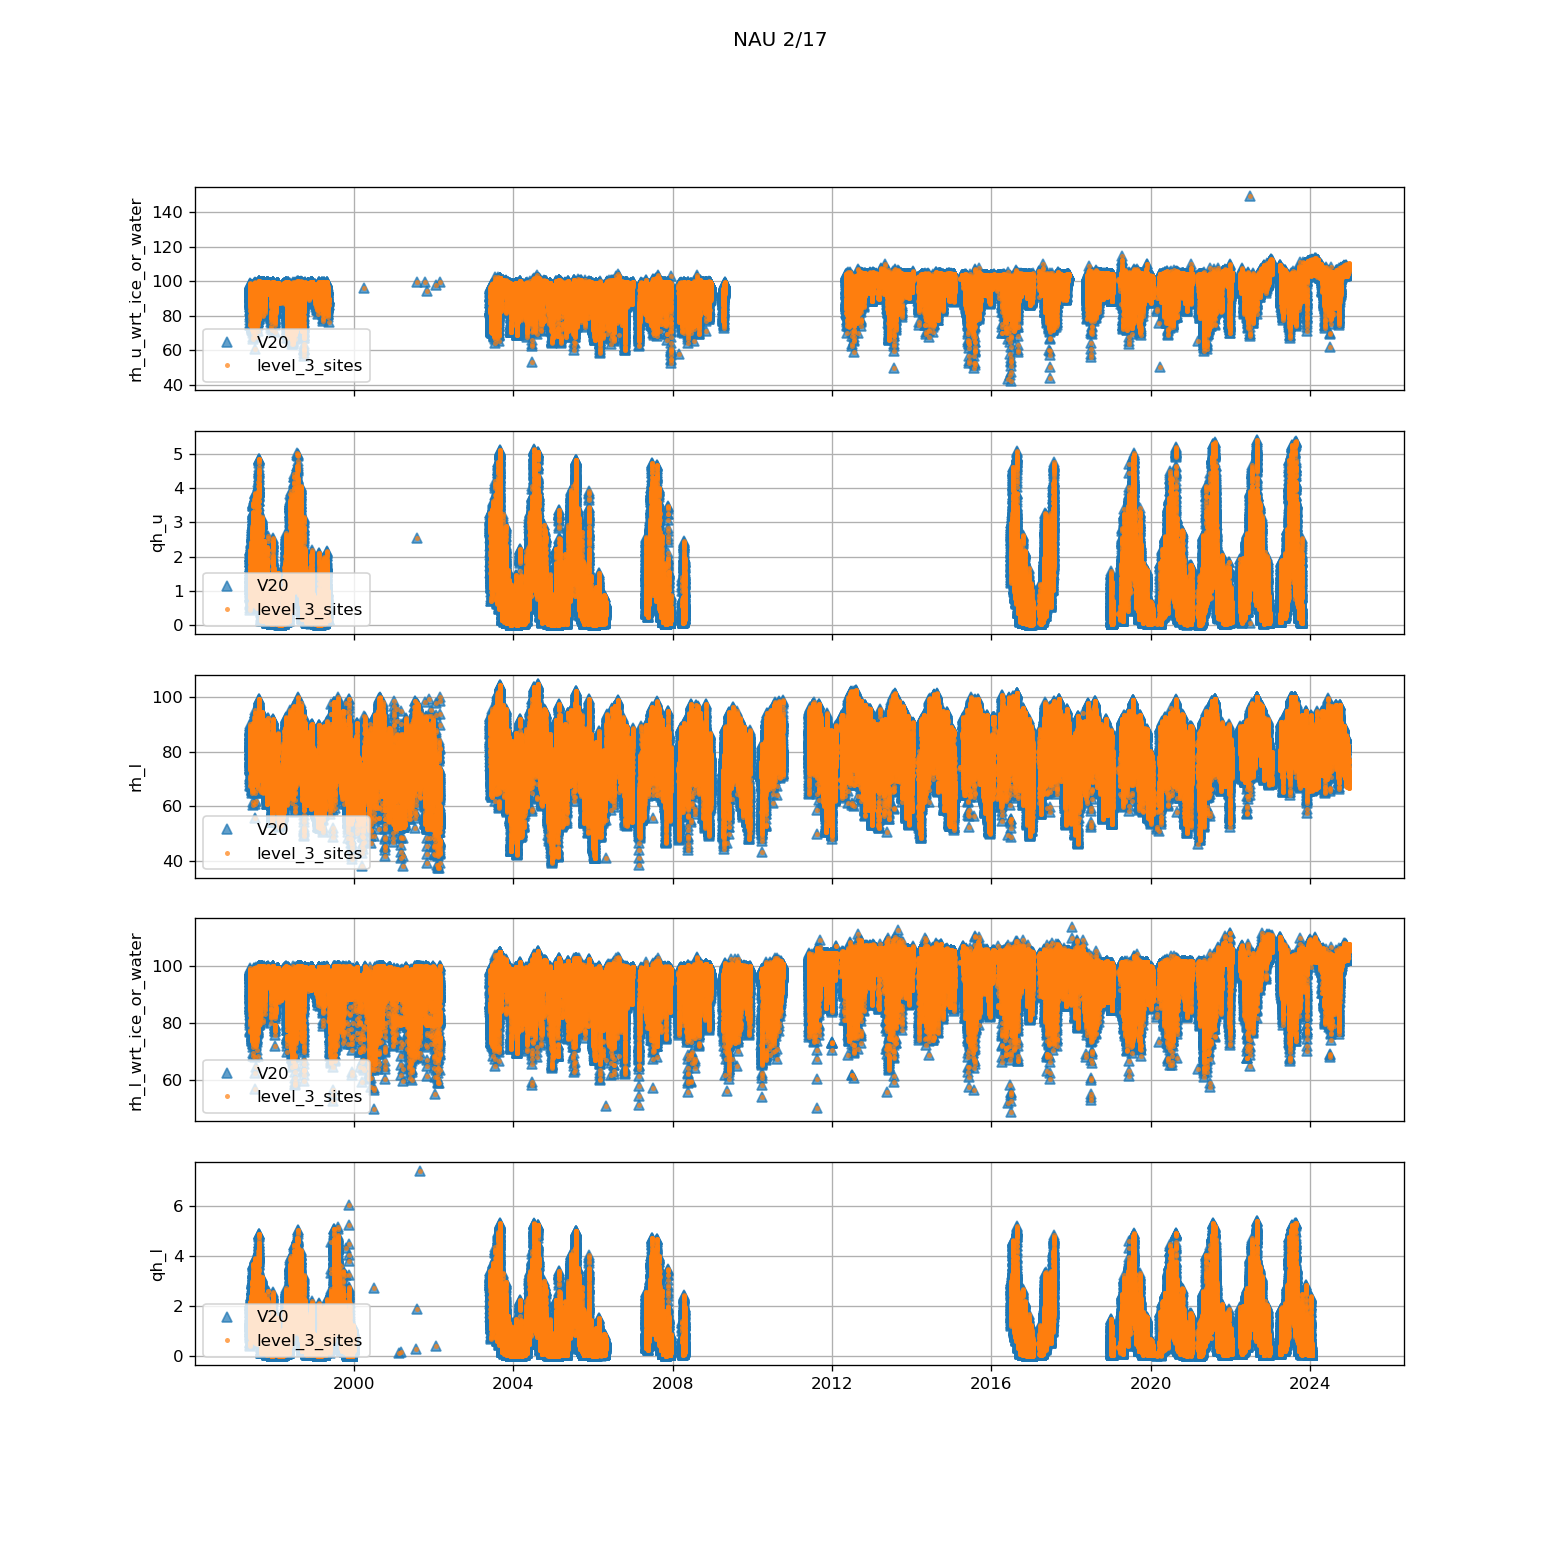 NAU 2/17
rh_u_wrt_ice_or_water
140
120
100
80
60
40
V20
level_3_sites
qh_u
5
4
3
2
1
0
V20
level_3_sites
rh_l
100
80
60
40
V20
level_3_sites
rh_l_wrt_ice_or_water
100
80
60
V20
level_3_sites
qh_l
6
4
2
0
V20
level_3_sites
2000 2004 2008 2012 2016 2020 2024